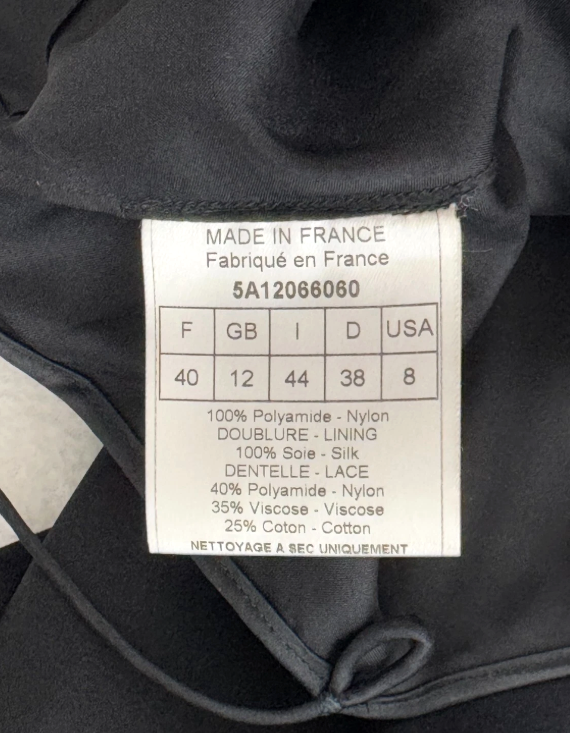 MADE IN FRANCE
Fabriqué en France
5A12066060
F GB I D USA
40 12 44 38 8
100% Polyamide - Nylon
DOUBLURE - LINING
100% Soie - Silk
DENTELLE - LACE
40% Polyamide - Nylon
35% Viscose - Viscose
25% Coton - Cotton
NETTOYAGE A SEC UNIQUEMENT